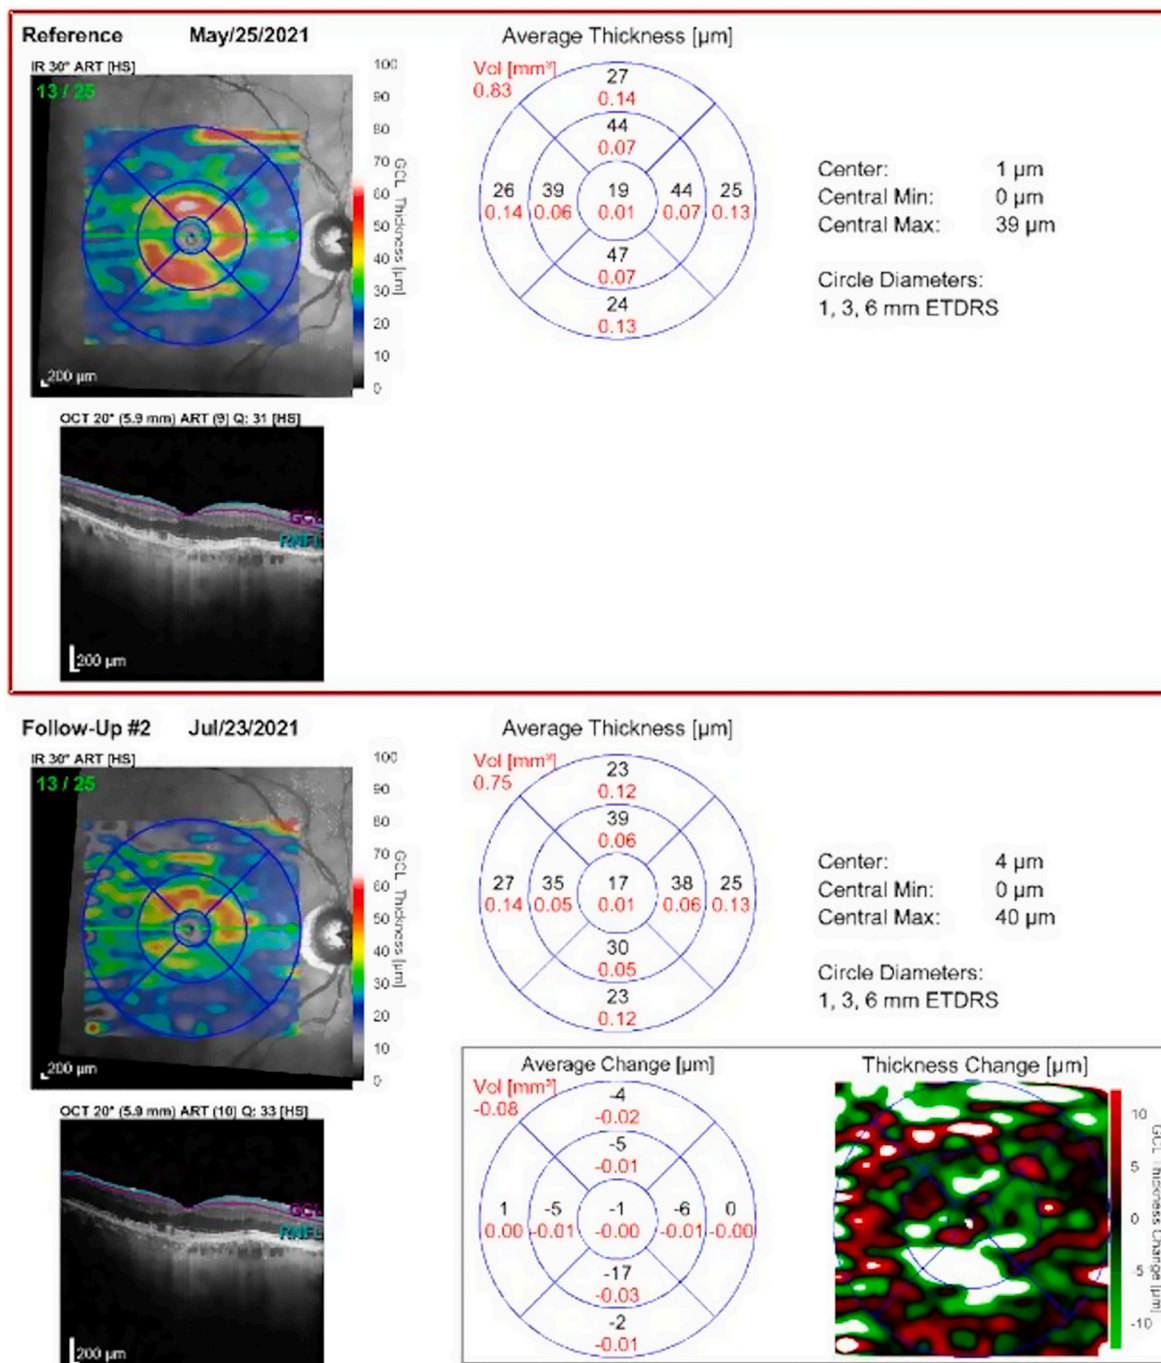 Reference May/25/2021
IR 30° ART [HS]
13 / 25
100
90
80
70
60
50
40
30
20
10
0
GCL Thickness [µm]
200 µm
OCT 20° (5.9 mm) ART (9) Q: 31 [HS]
GCL
RNFL
200 µm
Average Thickness [µm]
Vol [mm³]
0.83
27
0.14
44
0.07
26 39 19 44 25
0.14 0.06 0.01 0.07 0.13
47
0.07
24
0.13
Center: 1 µm
Central Min: 0 µm
Central Max: 39 µm
Circle Diameters:
1, 3, 6 mm ETDRS
Follow-Up #2 Jul/23/2021
IR 30° ART [HS]
13 / 25
100
90
80
70
60
50
40
30
20
10
0
GCL Thickness [µm]
200 µm
OCT 20° (5.9 mm) ART (10) Q: 33 [HS]
GCL
RNFL
200 µm
Average Thickness [µm]
Vol [mm³]
0.75
23
0.12
39
0.06
27 35 17 38 25
0.14 0.05 0.01 0.06 0.13
30
0.05
23
0.12
Center: 4 µm
Central Min: 0 µm
Central Max: 40 µm
Circle Diameters:
1, 3, 6 mm ETDRS
Average Change [µm]
Vol [mm³]
-0.08
-4
-0.02
-5
-0.01
1 -5 -1 -6 0
0.00 -0.01 -0.00 -0.01 -0.00
-17
-0.03
-2
-0.01
Thickness Change [µm]
10
5
0
-5
-10
GCL Thickness Change [µm]